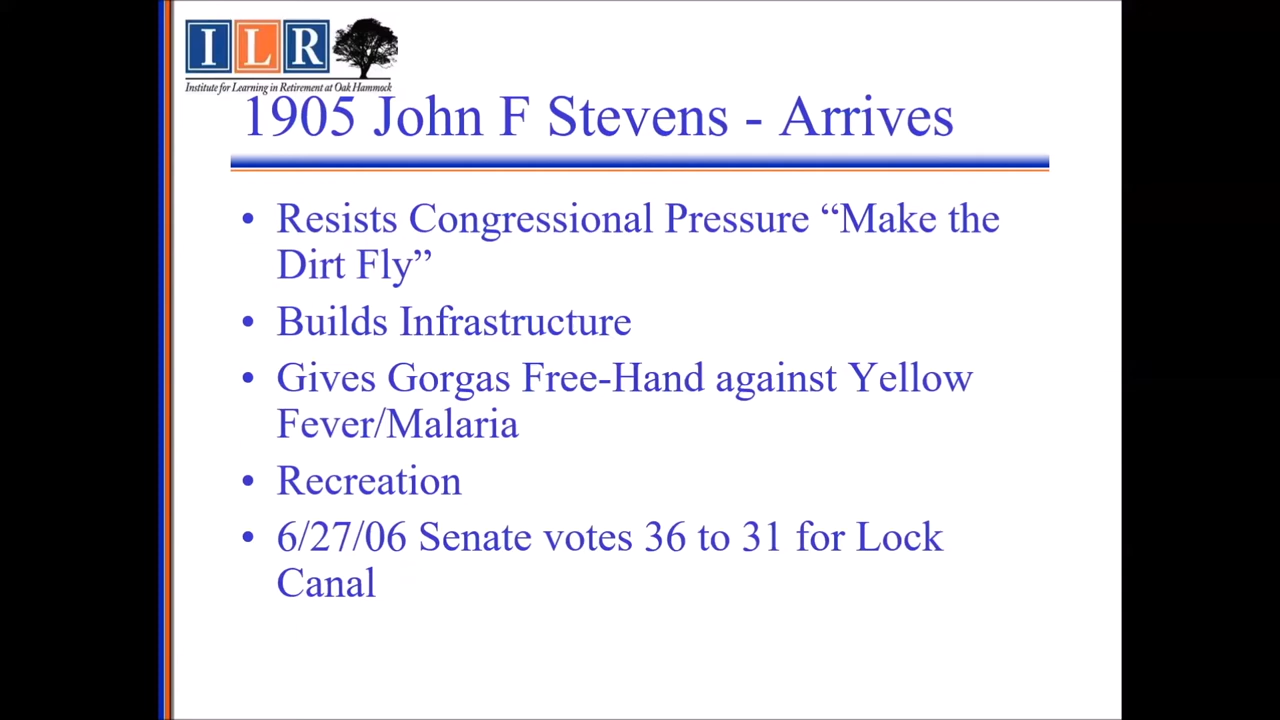 ILR
Institute for Learning in Retirement at Oak Hammock
1905 John F Stevens - Arrives
• Resists Congressional Pressure “Make the
Dirt Fly”
• Builds Infrastructure
• Gives Gorgas Free-Hand against Yellow
Fever/Malaria
• Recreation
• 6/27/06 Senate votes 36 to 31 for Lock
Canal